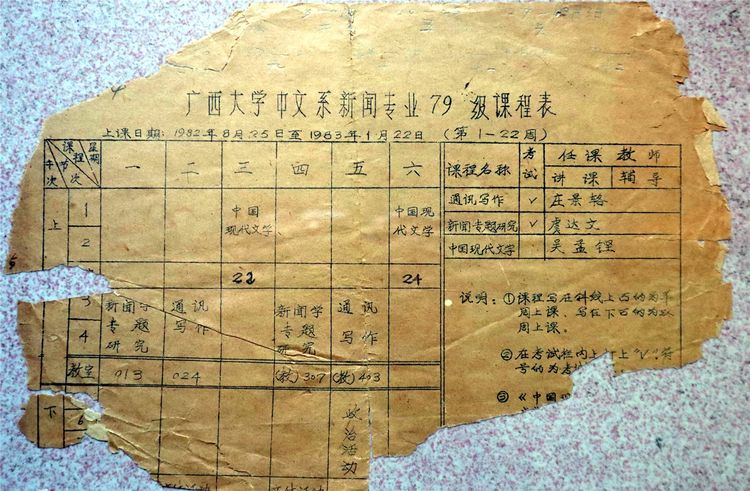 广西大学中文系新闻专业79级课程表
上课日期：1982年8月25日至1983年1月22日（第1—22周）
星期
课程
节次
午次
一 二 三 四 五 六
上
1
2
中国
现代文学
中国现
代文学
22 24
3
4
新闻学
专题
研究
通讯
写作
新闻学
专题
研究
通讯
写作
教室 013 024 (教)307 (教)403
下
6
政
治
活
动
课程名称 考试 任课教师
讲课 辅导
通讯写作 √ 庄景辂
新闻专题研究 √ 虞达文
中国现代文学 吴孟铿
说明：①课程写在斜线上的为单
周上课、写在下的为双
周上课。
②在考试栏内上打上“√”符
号的为考
③《中国现